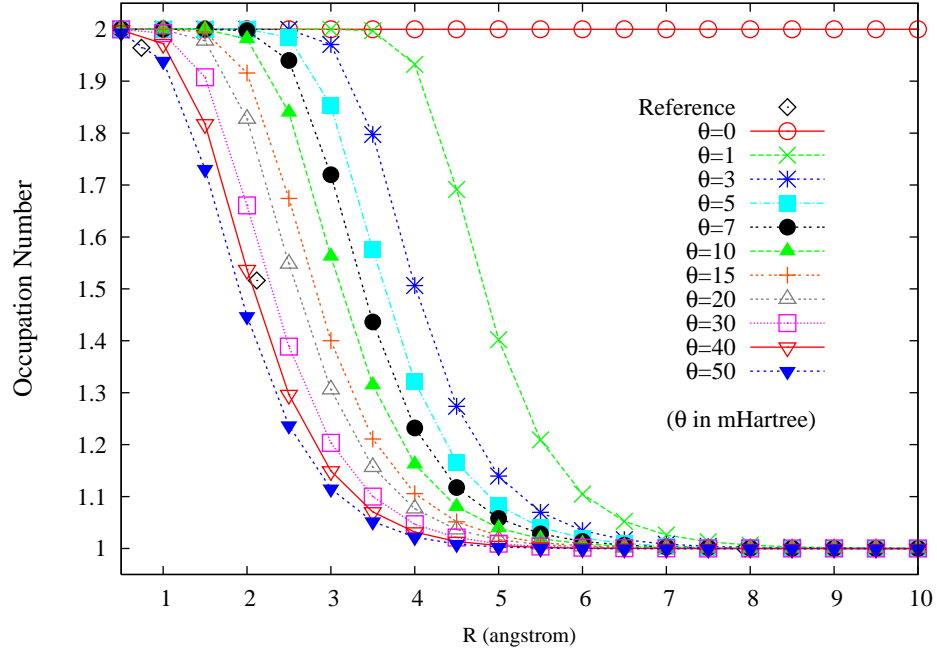 2
1.9
1.8
1.7
1.6
1.5
1.4
1.3
1.2
1.1
1
Occupation Number
1 2 3 4 5 6 7 8 9 10
R (angstrom)
Reference
θ=0
θ=1
θ=3
θ=5
θ=7
θ=10
θ=15
θ=20
θ=30
θ=40
θ=50
(θ in mHartree)